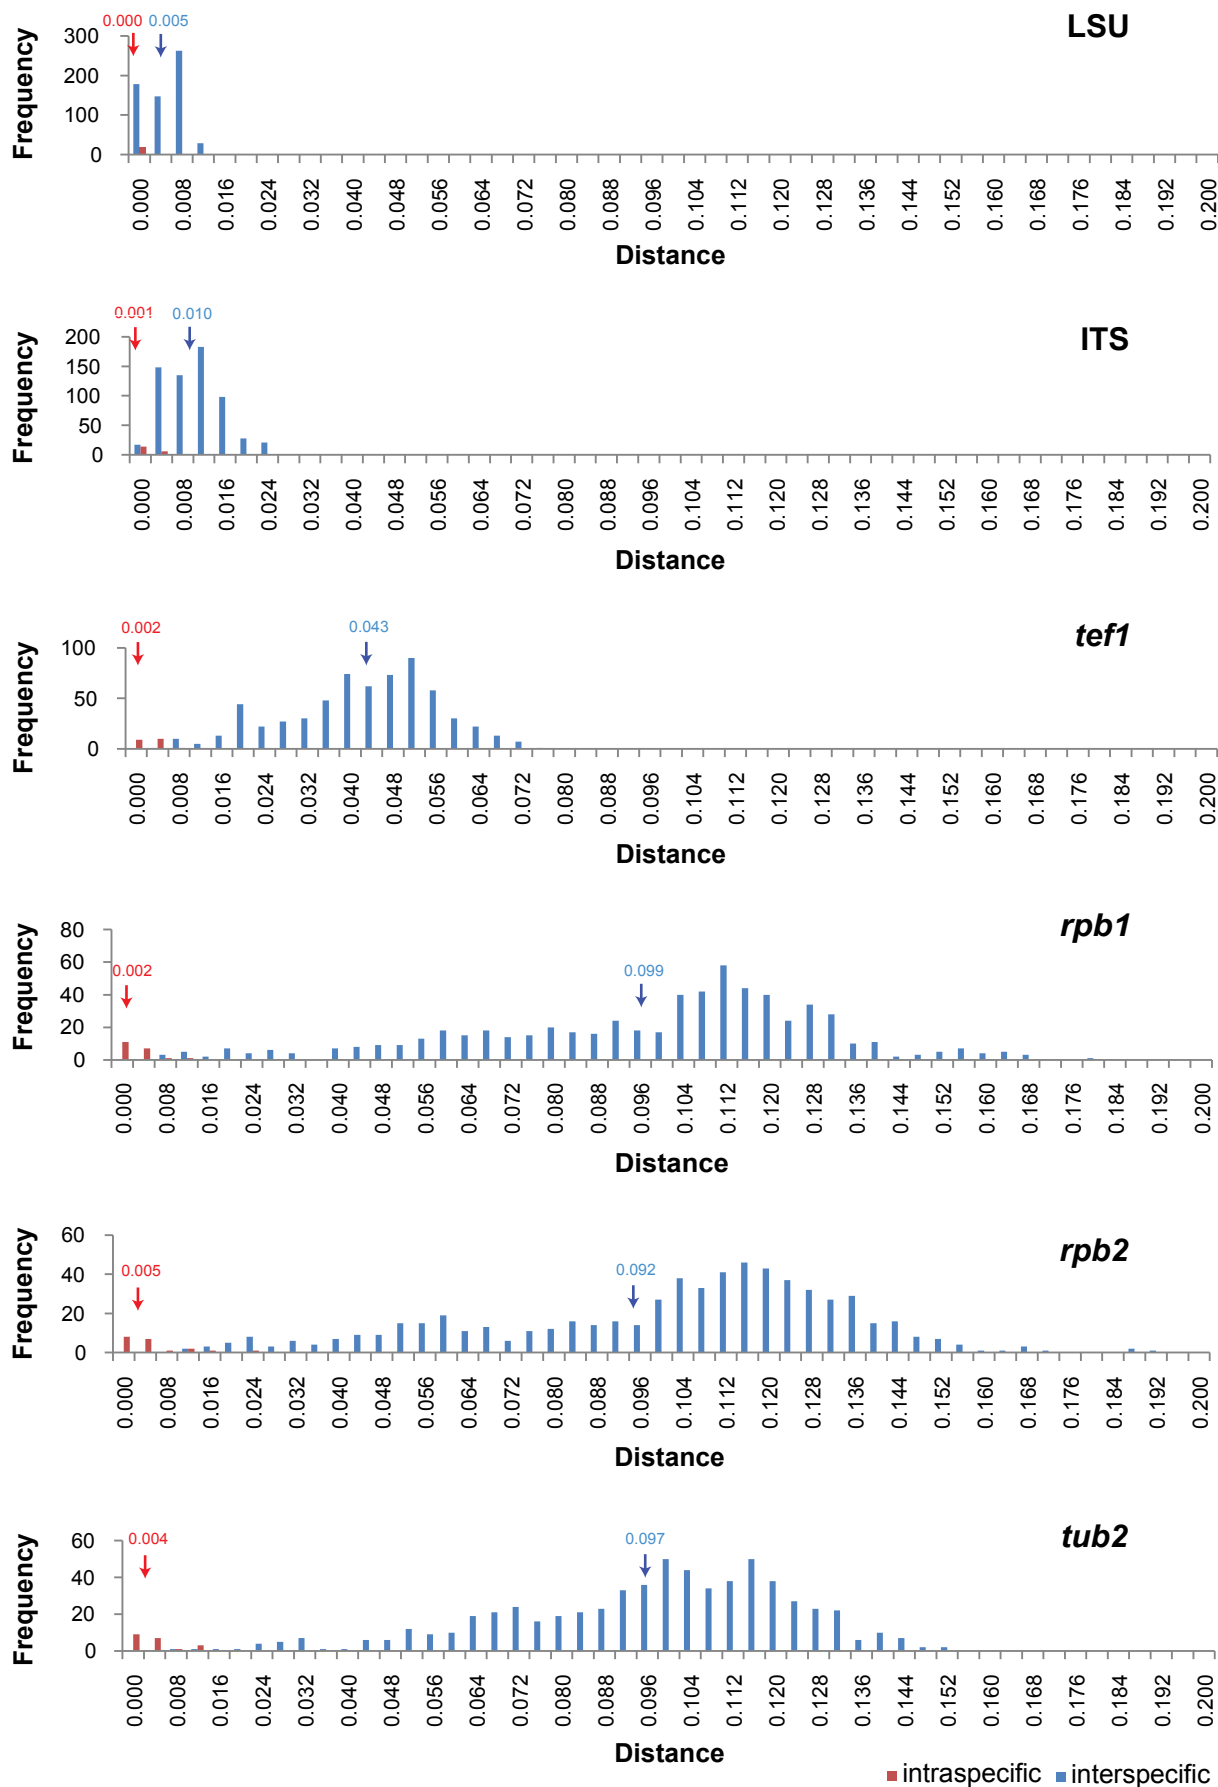 0.000 0.005 LSU
300
200
100
0
Frequency
0.000 0.008 0.016 0.024 0.032 0.040 0.048 0.056 0.064 0.072 0.080 0.088 0.096 0.104 0.112 0.120 0.128 0.136 0.144 0.152 0.160 0.168 0.176 0.184 0.192 0.200
Distance
0.001 0.010 ITS
200
150
100
50
0
Frequency
0.000 0.008 0.016 0.024 0.032 0.040 0.048 0.056 0.064 0.072 0.080 0.088 0.096 0.104 0.112 0.120 0.128 0.136 0.144 0.152 0.160 0.168 0.176 0.184 0.192 0.200
Distance
0.002 0.043 tef1
100
50
0
Frequency
0.000 0.008 0.016 0.024 0.032 0.040 0.048 0.056 0.064 0.072 0.080 0.088 0.096 0.104 0.112 0.120 0.128 0.136 0.144 0.152 0.160 0.168 0.176 0.184 0.192 0.200
Distance
rpb1
80
60
40
20
0
Frequency
0.002 0.099
0.000 0.008 0.016 0.024 0.032 0.040 0.048 0.056 0.064 0.072 0.080 0.088 0.096 0.104 0.112 0.120 0.128 0.136 0.144 0.152 0.160 0.168 0.176 0.184 0.192 0.200
Distance
rpb2
60
40
20
0
Frequency
0.005 0.092
0.000 0.008 0.016 0.024 0.032 0.040 0.048 0.056 0.064 0.072 0.080 0.088 0.096 0.104 0.112 0.120 0.128 0.136 0.144 0.152 0.160 0.168 0.176 0.184 0.192 0.200
Distance
0.004 0.097 tub2
60
40
20
0
Frequency
0.000 0.008 0.016 0.024 0.032 0.040 0.048 0.056 0.064 0.072 0.080 0.088 0.096 0.104 0.112 0.120 0.128 0.136 0.144 0.152 0.160 0.168 0.176 0.184 0.192 0.200
Distance
intraspecific interspecific